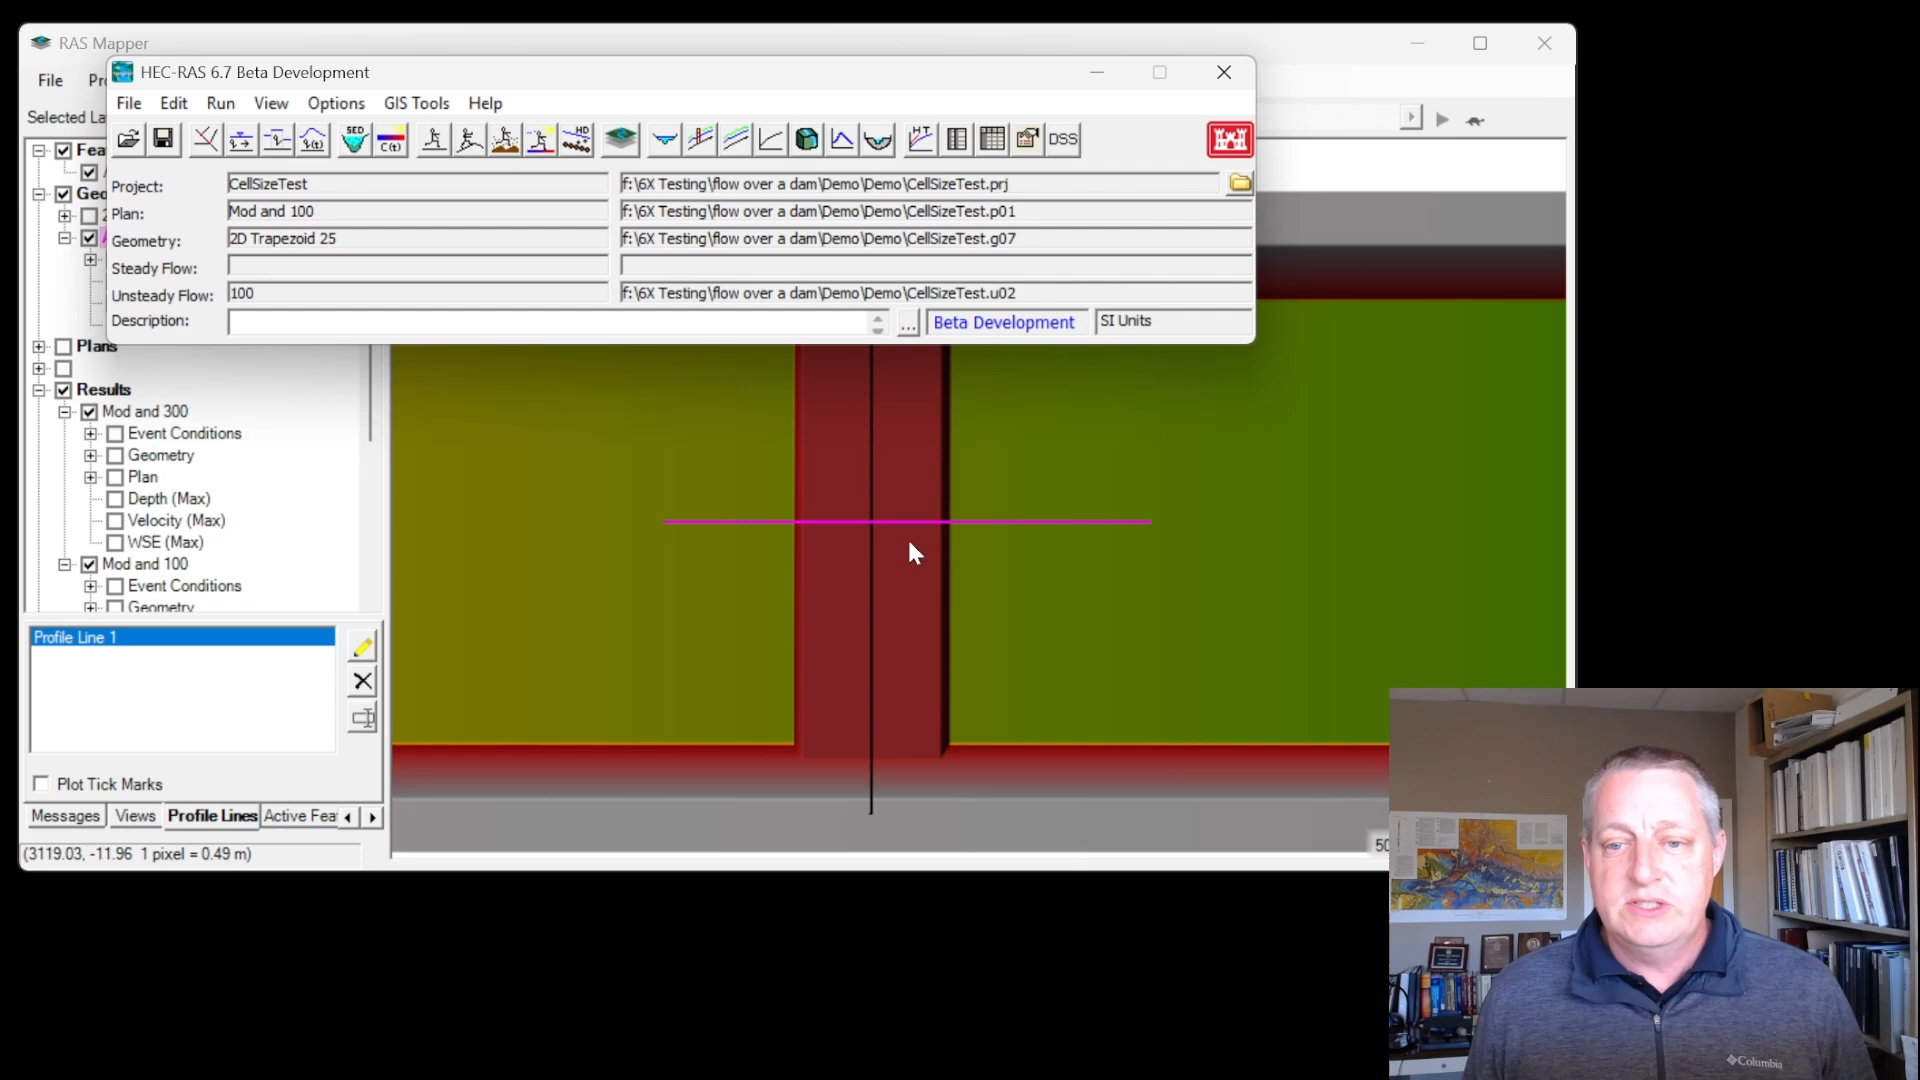 RAS Mapper
File
Selected La
HEC-RAS 6.7 Beta Development
File Edit Run View Options GIS Tools Help
SED
C(t)
HD
HT
DSS
Project: CellSizeTest f:\6X Testing\flow over a dam\Demo\Demo\CellSizeTest.prj
Plan: Mod and 100 f:\6X Testing\flow over a dam\Demo\Demo\CellSizeTest.p01
Geometry: 2D Trapezoid 25 f:\6X Testing\flow over a dam\Demo\Demo\CellSizeTest.g07
Steady Flow:
Unsteady Flow: 100 f:\6X Testing\flow over a dam\Demo\Demo\CellSizeTest.u02
Description: ... Beta Development SI Units
Fea
Geo
Plans
Results
Mod and 300
Event Conditions
Geometry
Plan
Depth (Max)
Velocity (Max)
WSE (Max)
Mod and 100
Event Conditions
Geometry
Profile Line 1
Plot Tick Marks
Messages Views Profile Lines Active Fea
(3119.03, -11.96 1 pixel = 0.49 m)
50
Columbia